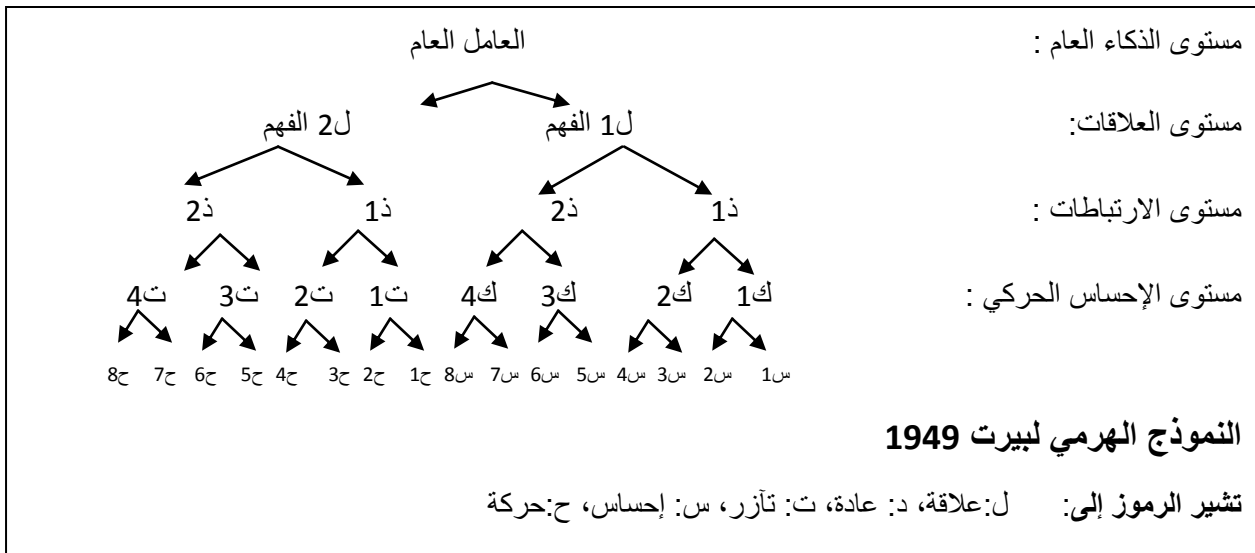 مستوى الذكاء العام : العامل العام
مستوى العلاقات: ل1 الفهم ل2 الفهم
مستوى الارتباطات : ذ1 ذ2 ذ1 ذ2
مستوى الإحساس الحركي : ك1 ك2 ك3 ك4 ت1 ت2 ت3 ت4
س1 س2 س3 س4 س5 س6 س7 س8 ح1 ح2 ح3 ح4 ح5 ح6 ح7 ح8
النموذج الهرمي لبيرت 1949
تشير الرموز إلى: ل:علاقة، د: عادة، ت: تآزر، س: إحساس، ح:حركة